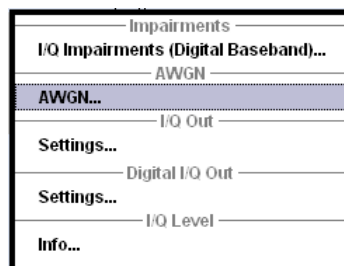 Impairments
I/Q Impairments (Digital Baseband)...
AWGN
AWGN...
I/Q Out
Settings...
Digital I/Q Out
Settings...
I/Q Level
Info...